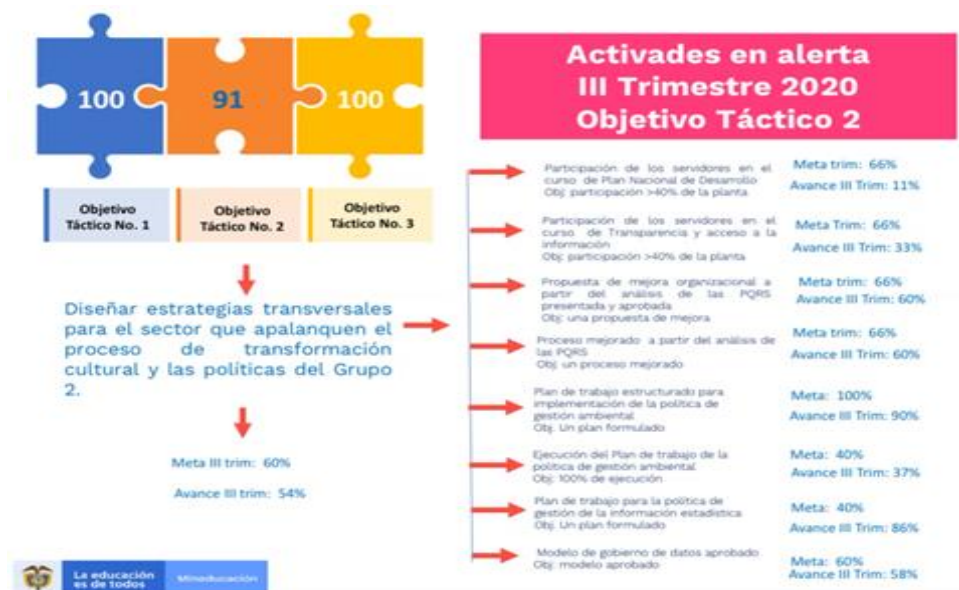 100
91
100
Objetivo
Táctico No. 1
Objetivo
Táctico No. 2
Objetivo
Táctico No. 3
Diseñar estrategias transversales
para el sector que apalanquen el
proceso de transformación
cultural y las políticas del Grupo
2.
Meta III trim: 60%
Avance III trim: 54%
Activades en alerta
III Trimestre 2020
Objetivo Táctico 2
Participación de los servidores en el
curso de Plan Nacional de Desarrollo
Obj: participación >40% de la planta
Meta trim: 66%
Avance III Trim: 11%
Participación de los servidores en el
curso de Transparencia y acceso a la
información
Obj: participación >40% de la planta
Meta Trim: 66%
Avance III Trim: 33%
Propuesta de mejora organizacional a
partir del análisis de las PQRS
presentada y aprobada
Obj: una propuesta de mejora
Meta trim: 66%
Avance III Trim: 60%
Proceso mejorado a partir del análisis de
las PQRS
Obj: un proceso mejorado
Meta trim: 66%
Avance III Trim: 60%
Plan de trabajo estructurado para
implementación de la política de
gestión ambiental
Obj. Un plan formulado
Meta: 100%
Avance III Trim: 90%
Ejecución del Plan de trabajo de la
política de gestión ambiental
Obj: 100% de ejecución
Meta: 40%
Avance III Trim: 37%
Plan de trabajo para la política de
gestión de la información estadística
Obj. Un plan formulado
Meta: 40%
Avance III Trim: 86%
Modelo de gobierno de datos aprobado
Obj: modelo aprobado
Meta: 60%
Avance III Trim: 58%
La educación
es de todos
Mineducación